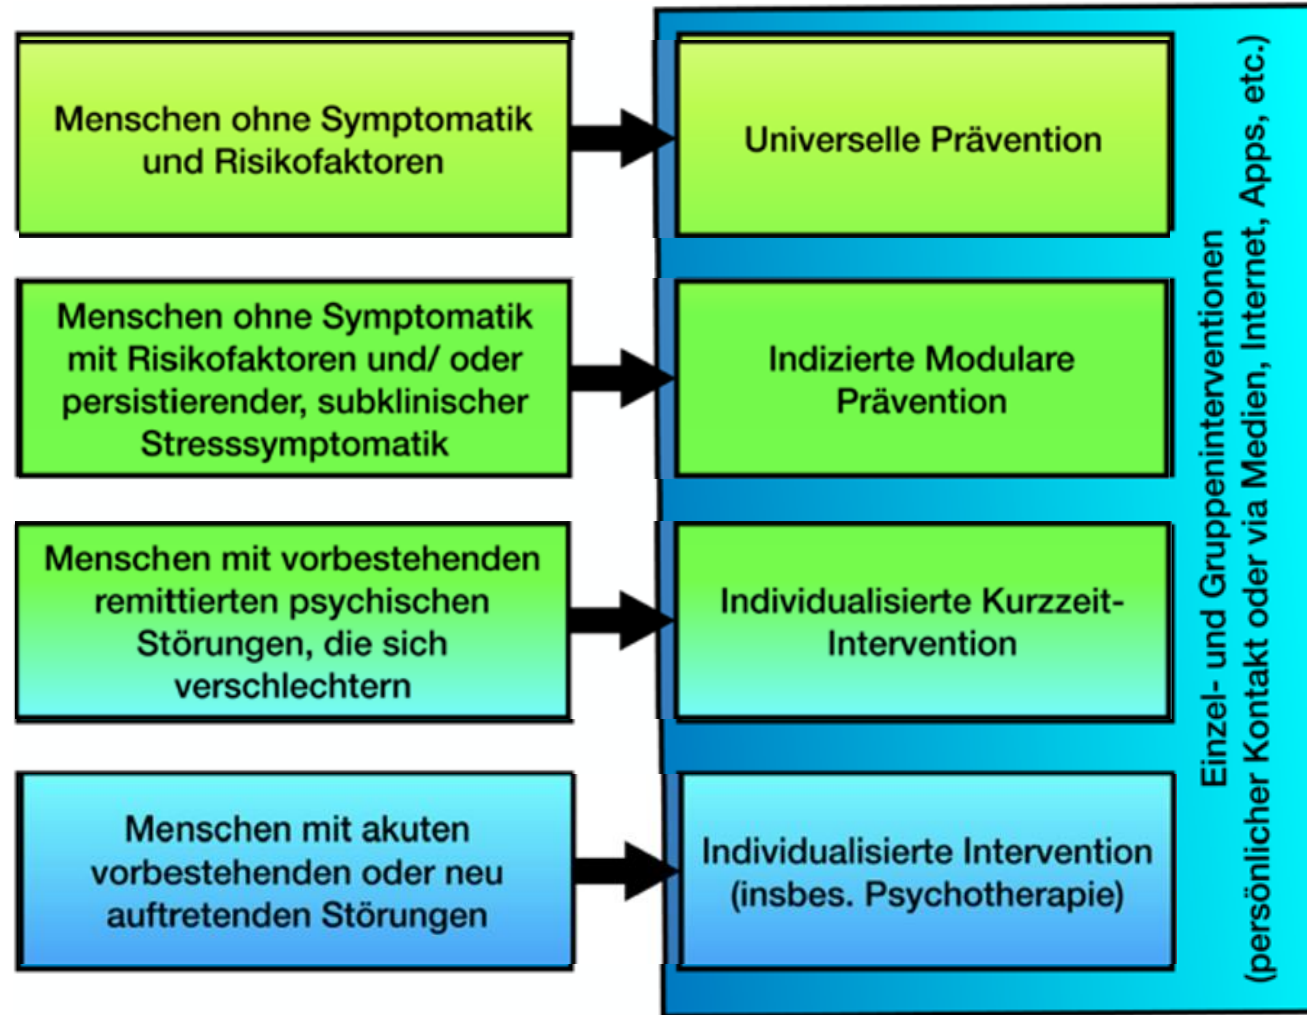 Menschen ohne Symptomatik
und Risikofaktoren
Universelle Prävention
Menschen ohne Symptomatik
mit Risikofaktoren und/ oder
persistierender, subklinischer
Stresssymptomatik
Indizierte Modulare
Prävention
Menschen mit vorbestehenden
remittierten psychischen
Störungen, die sich
verschlechtern
Individualisierte Kurzzeit-
Intervention
Menschen mit akuten
vorbestehenden oder neu
auftretenden Störungen
Individualisierte Intervention
(insbes. Psychotherapie)
Einzel- und Gruppeninterventionen
(persönlicher Kontakt oder via Medien, Internet, Apps, etc.)